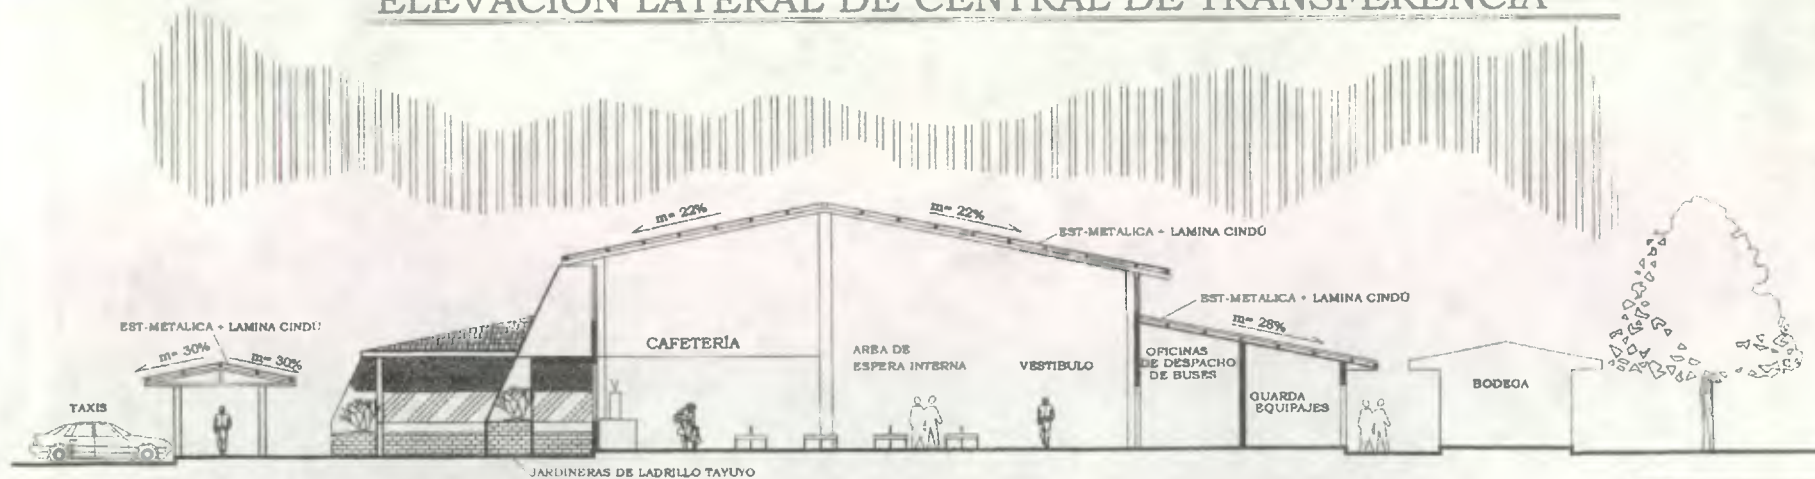 ELEVACION LATERAL DE CENTRAL DE TRANSFERENCIA
m= 22%
m= 22%
EST-METALICA + LAMINA CINDÚ
EST-METALICA + LAMINA CINDÚ
m= 28%
EST-METALICA + LAMINA CINDÚ
m= 30%
m= 30%
TAXIS
CAFETERÍA
AREA DE
ESPERA INTERNA
VESTIBULO
OFICINAS
DE DESPACHO
DE BUSES
GUARDA
EQUIPAJES
BODEGA
JARDINERAS DE LADRILLO TAYUYO